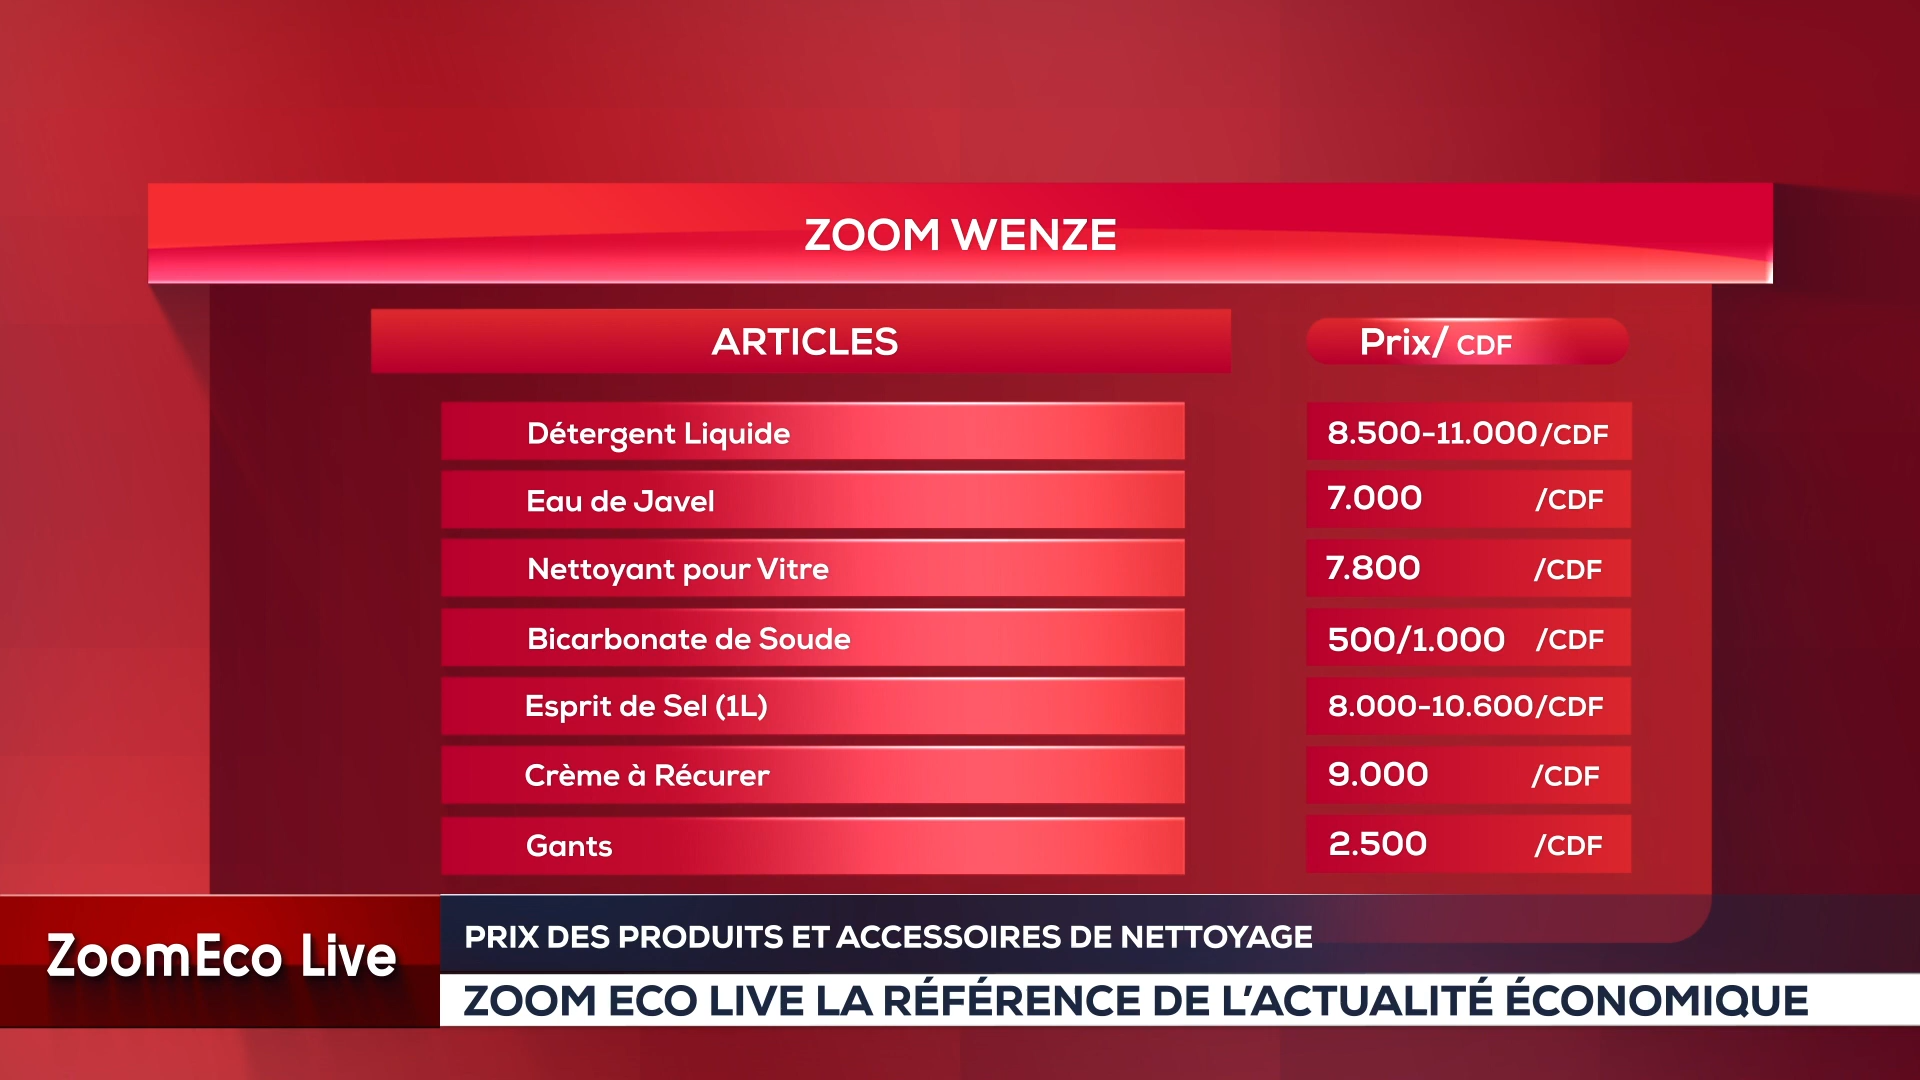 ZOOM WENZE
ARTICLES Prix/ CDF
Détergent Liquide 8.500-11.000/CDF
Eau de Javel 7.000 /CDF
Nettoyant pour Vitre 7.800 /CDF
Bicarbonate de Soude 500/1.000 /CDF
Esprit de Sel (1L) 8.000-10.600/CDF
Crème à Récurer 9.000 /CDF
Gants 2.500 /CDF
ZoomEco Live
PRIX DES PRODUITS ET ACCESSOIRES DE NETTOYAGE
ZOOM ECO LIVE LA RÉFÉRENCE DE L'ACTUALITÉ ÉCONOMIQUE